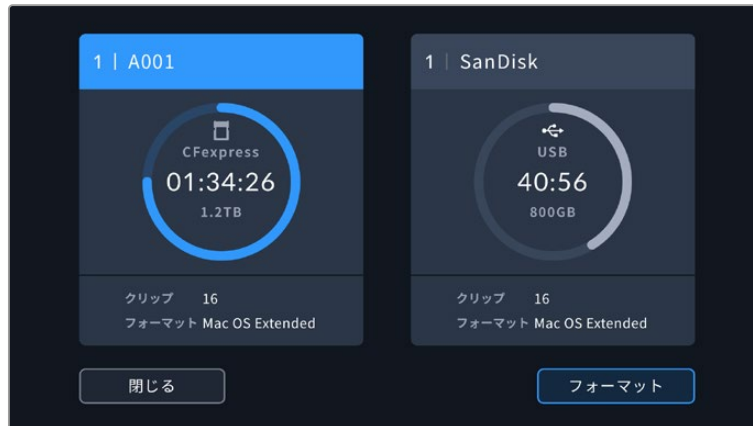 1 | A001
CFexpress
01:34:26
1.2TB
クリップ 16
フォーマット Mac OS Extended
1 | SanDisk
USB
40:56
800GB
クリップ 16
フォーマット Mac OS Extended
閉じる
フォーマット